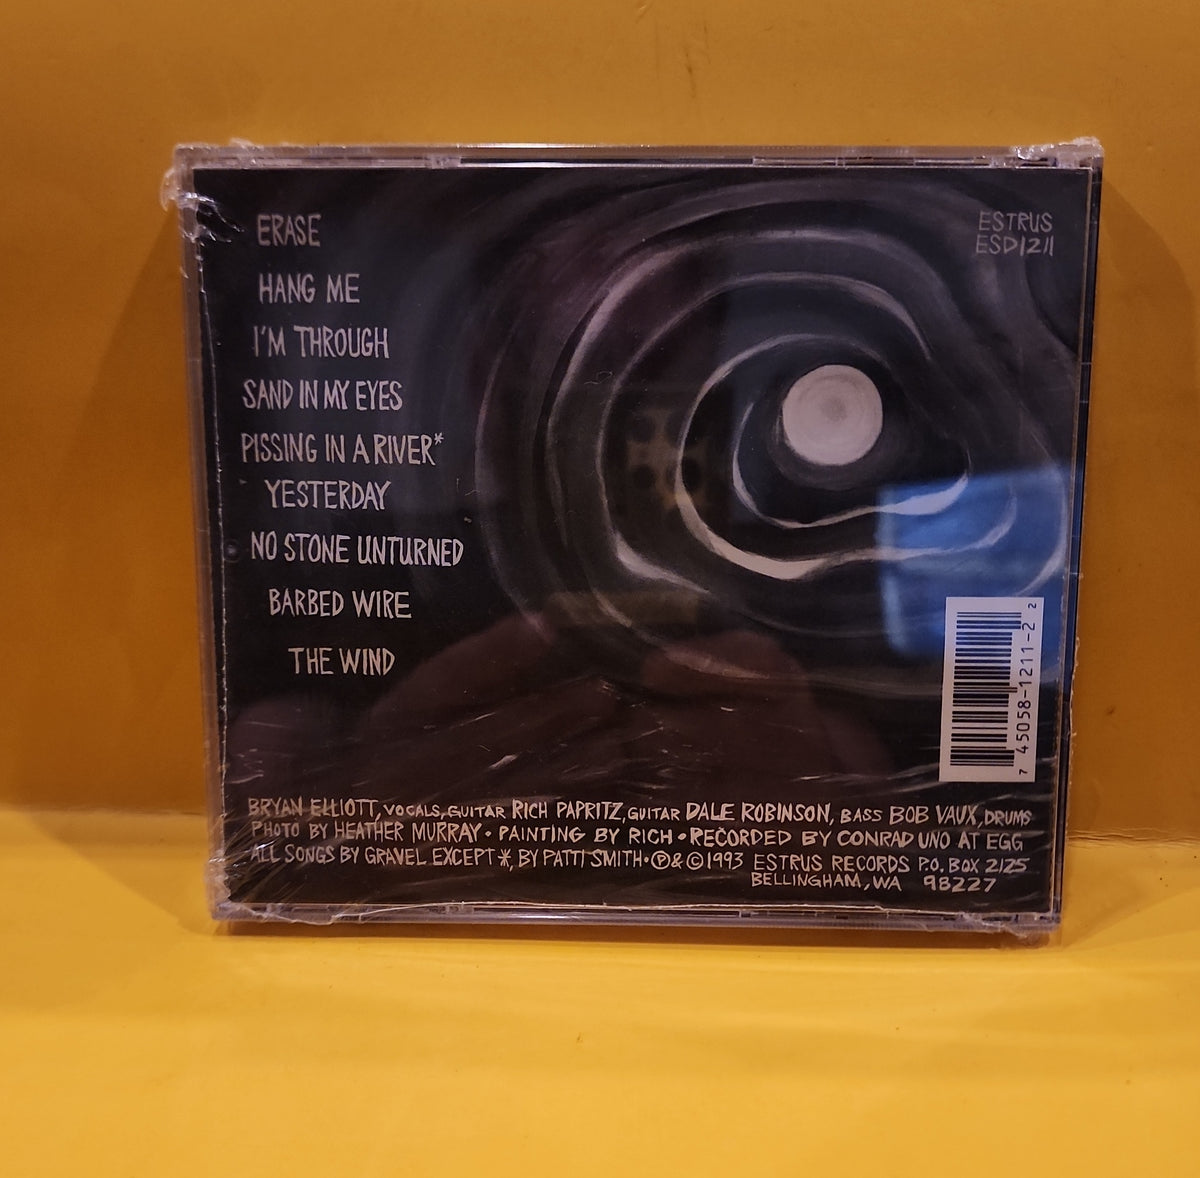 ERASE
HANG ME
I'M THROUGH
SAND IN MY EYES
PISSING IN A RIVER*
YESTERDAY
NO STONE UNTURNED
BARBED WIRE
THE WIND
ESTRUS
ESD1211
7 45058-1211-2 2
BRYAN ELLIOTT, VOCALS, GUITAR RICH PAPRITZ, GUITAR DALE ROBINSON, BASS BOB VAUX, DRUMS
PHOTO BY HEATHER MURRAY • PAINTING BY RICH • RECORDED BY CONRAD UNO AT EGG
ALL SONGS BY GRAVEL EXCEPT *, BY PATTI SMITH • ℗ & © 1993 ESTRUS RECORDS P.O. BOX 2125
BELLINGHAM, WA 98227